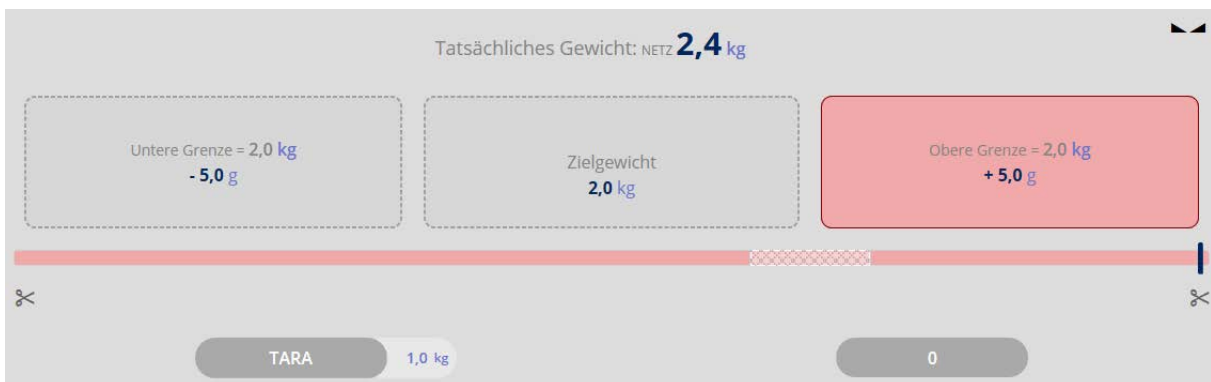 Tatsächliches Gewicht: NETZ 2,4 kg
Untere Grenze = 2,0 kg
- 5,0 g
Zielgewicht
2,0 kg
Obere Grenze = 2,0 kg
+ 5,0 g
TARA 1,0 kg
0